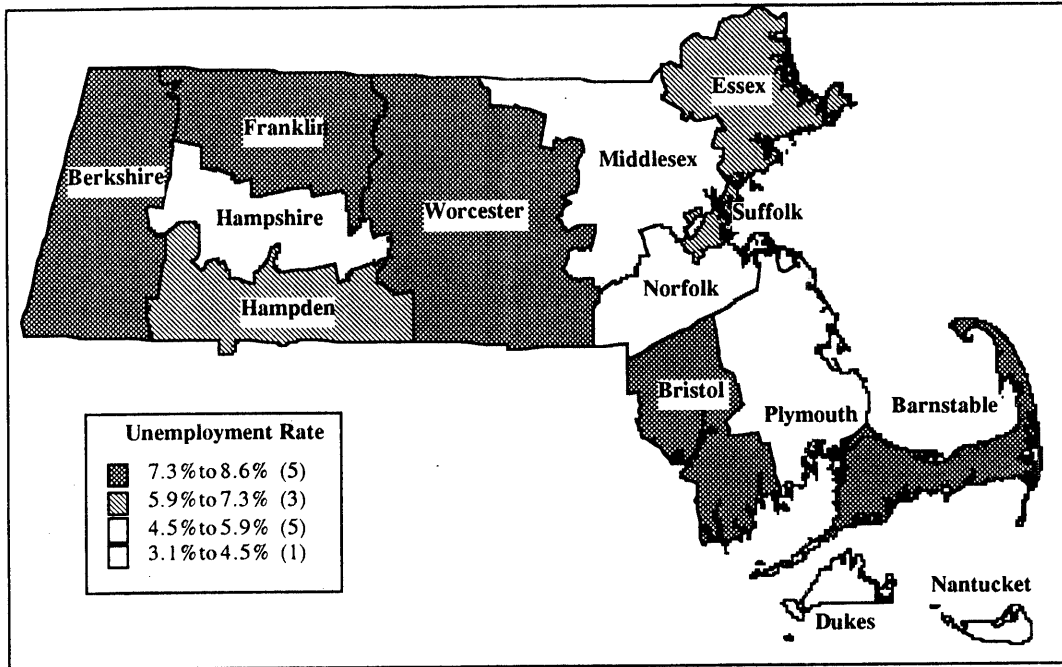 Essex
Franklin
Middlesex
Berkshire
Hampshire
Worcester
Suffolk
Norfolk
Hampden
Bristol
Plymouth
Barnstable
Unemployment Rate
7.3% to 8.6% (5)
5.9% to 7.3% (3)
4.5% to 5.9% (5)
3.1% to 4.5% (1)
Nantucket
Dukes